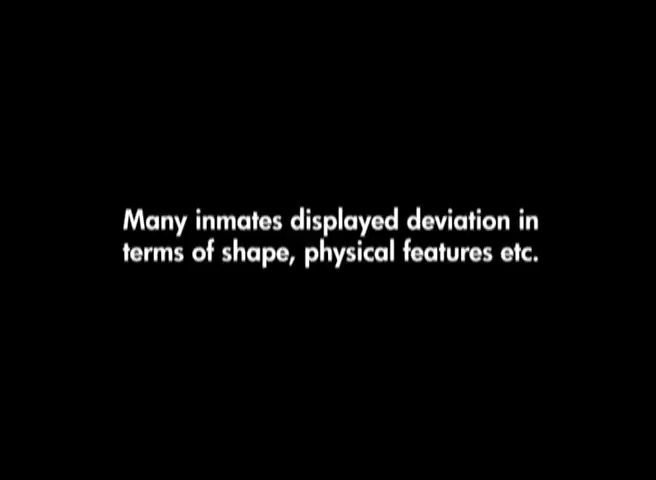 Many inmates displayed deviation in
terms of shape, physical features etc.